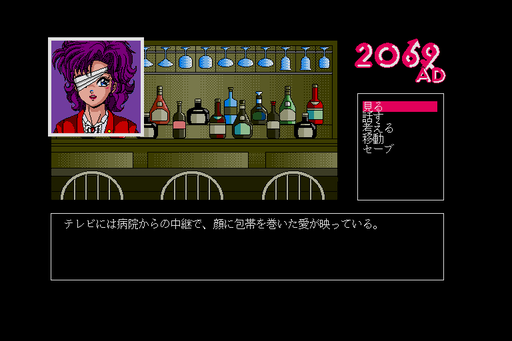 2069
AD
見る
話す
考える
移動
セーブ
テレビには病院からの中継で、顔に包帯を巻いた愛が映っている。